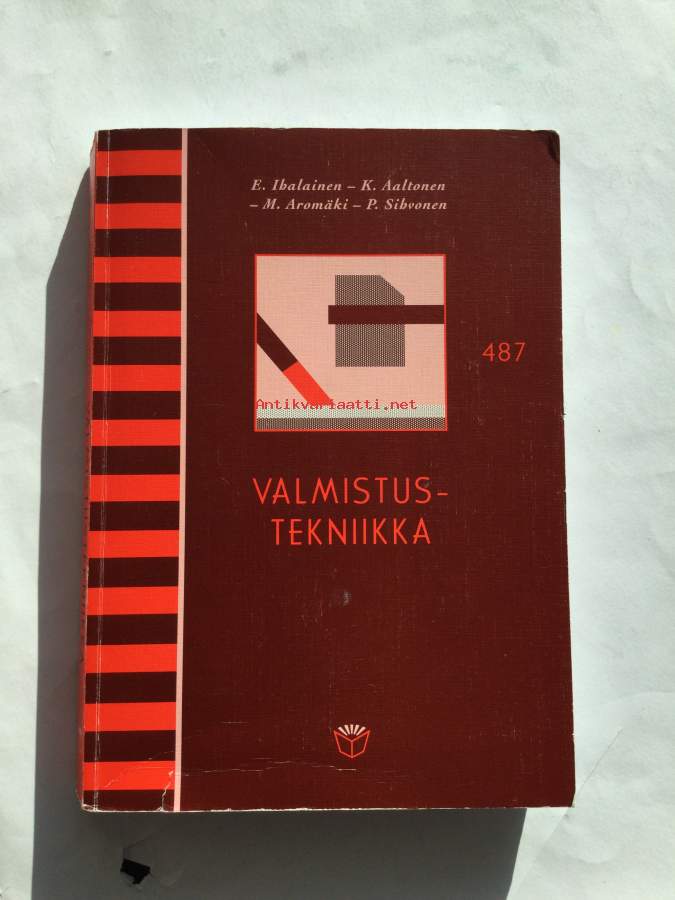 E. Ihalainen – K. Aaltonen
– M. Aromäki – P. Sihvonen
487
Antikvariaatti.net
VALMISTUS-
TEKNIIKKA